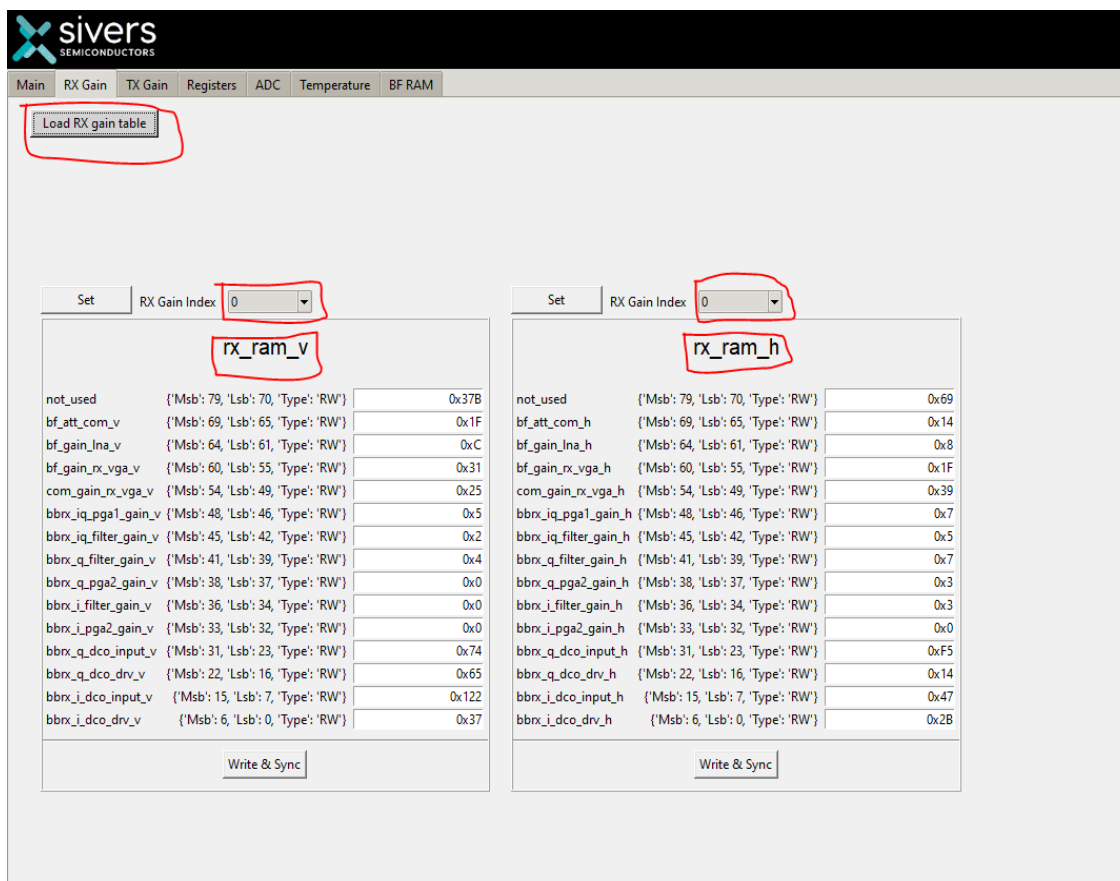 sivers
SEMICONDUCTORS
Main RX Gain TX Gain Registers ADC Temperature BF RAM
Load RX gain table
Set RX Gain Index 0 Set RX Gain Index 0
rx_ram_v rx_ram_h
not_used {'Msb': 79, 'Lsb': 70, 'Type': 'RW'} 0x37B not_used {'Msb': 79, 'Lsb': 70, 'Type': 'RW'} 0x69
bf_att_com_v {'Msb': 69, 'Lsb': 65, 'Type': 'RW'} 0x1F bf_att_com_h {'Msb': 69, 'Lsb': 65, 'Type': 'RW'} 0x14
bf_gain_lna_v {'Msb': 64, 'Lsb': 61, 'Type': 'RW'} 0xC bf_gain_lna_h {'Msb': 64, 'Lsb': 61, 'Type': 'RW'} 0x8
bf_gain_rx_vga_v {'Msb': 60, 'Lsb': 55, 'Type': 'RW'} 0x31 bf_gain_rx_vga_h {'Msb': 60, 'Lsb': 55, 'Type': 'RW'} 0x1F
com_gain_rx_vga_v {'Msb': 54, 'Lsb': 49, 'Type': 'RW'} 0x25 com_gain_rx_vga_h {'Msb': 54, 'Lsb': 49, 'Type': 'RW'} 0x39
bbrx_iq_pga1_gain_v {'Msb': 48, 'Lsb': 46, 'Type': 'RW'} 0x5 bbrx_iq_pga1_gain_h {'Msb': 48, 'Lsb': 46, 'Type': 'RW'} 0x7
bbrx_iq_filter_gain_v {'Msb': 45, 'Lsb': 42, 'Type': 'RW'} 0x2 bbrx_iq_filter_gain_h {'Msb': 45, 'Lsb': 42, 'Type': 'RW'} 0x5
bbrx_q_filter_gain_v {'Msb': 41, 'Lsb': 39, 'Type': 'RW'} 0x4 bbrx_q_filter_gain_h {'Msb': 41, 'Lsb': 39, 'Type': 'RW'} 0x7
bbrx_q_pga2_gain_v {'Msb': 38, 'Lsb': 37, 'Type': 'RW'} 0x0 bbrx_q_pga2_gain_h {'Msb': 38, 'Lsb': 37, 'Type': 'RW'} 0x3
bbrx_i_filter_gain_v {'Msb': 36, 'Lsb': 34, 'Type': 'RW'} 0x0 bbrx_i_filter_gain_h {'Msb': 36, 'Lsb': 34, 'Type': 'RW'} 0x3
bbrx_i_pga2_gain_v {'Msb': 33, 'Lsb': 32, 'Type': 'RW'} 0x0 bbrx_i_pga2_gain_h {'Msb': 33, 'Lsb': 32, 'Type': 'RW'} 0x0
bbrx_q_dco_input_v {'Msb': 31, 'Lsb': 23, 'Type': 'RW'} 0x74 bbrx_q_dco_input_h {'Msb': 31, 'Lsb': 23, 'Type': 'RW'} 0xF5
bbrx_q_dco_drv_v {'Msb': 22, 'Lsb': 16, 'Type': 'RW'} 0x65 bbrx_q_dco_drv_h {'Msb': 22, 'Lsb': 16, 'Type': 'RW'} 0x14
bbrx_i_dco_input_v {'Msb': 15, 'Lsb': 7, 'Type': 'RW'} 0x122 bbrx_i_dco_input_h {'Msb': 15, 'Lsb': 7, 'Type': 'RW'} 0x47
bbrx_i_dco_drv_v {'Msb': 6, 'Lsb': 0, 'Type': 'RW'} 0x37 bbrx_i_dco_drv_h {'Msb': 6, 'Lsb': 0, 'Type': 'RW'} 0x2B
Write & Sync Write & Sync